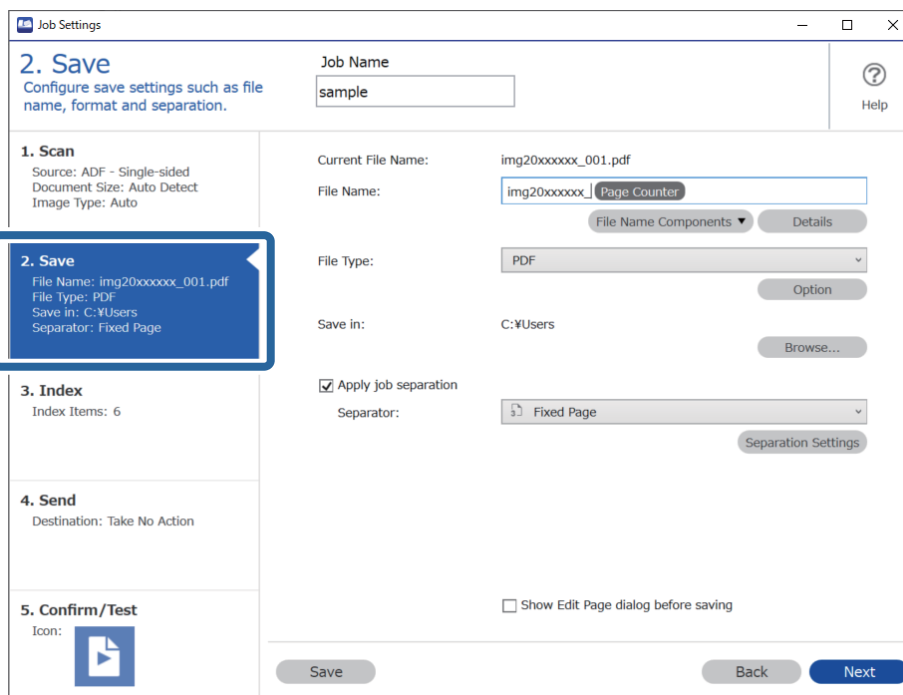 Job Settings
2. Save
Configure save settings such as file
name, format and separation.
Job Name
sample
Help
1. Scan
Source: ADF - Single-sided
Document Size: Auto Detect
Image Type: Auto
2. Save
File Name: img20xxxxxx_001.pdf
File Type: PDF
Save in: C:¥Users
Separator: Fixed Page
3. Index
Index Items: 6
4. Send
Destination: Take No Action
5. Confirm/Test
Icon:
Current File Name: img20xxxxxx_001.pdf
File Name: img20xxxxxx_ Page Counter
File Name Components ▼ Details
File Type: PDF
Option
Save in: C:¥Users
Browse...
Apply job separation
Separator: Fixed Page
Separation Settings
Show Edit Page dialog before saving
Save Back Next